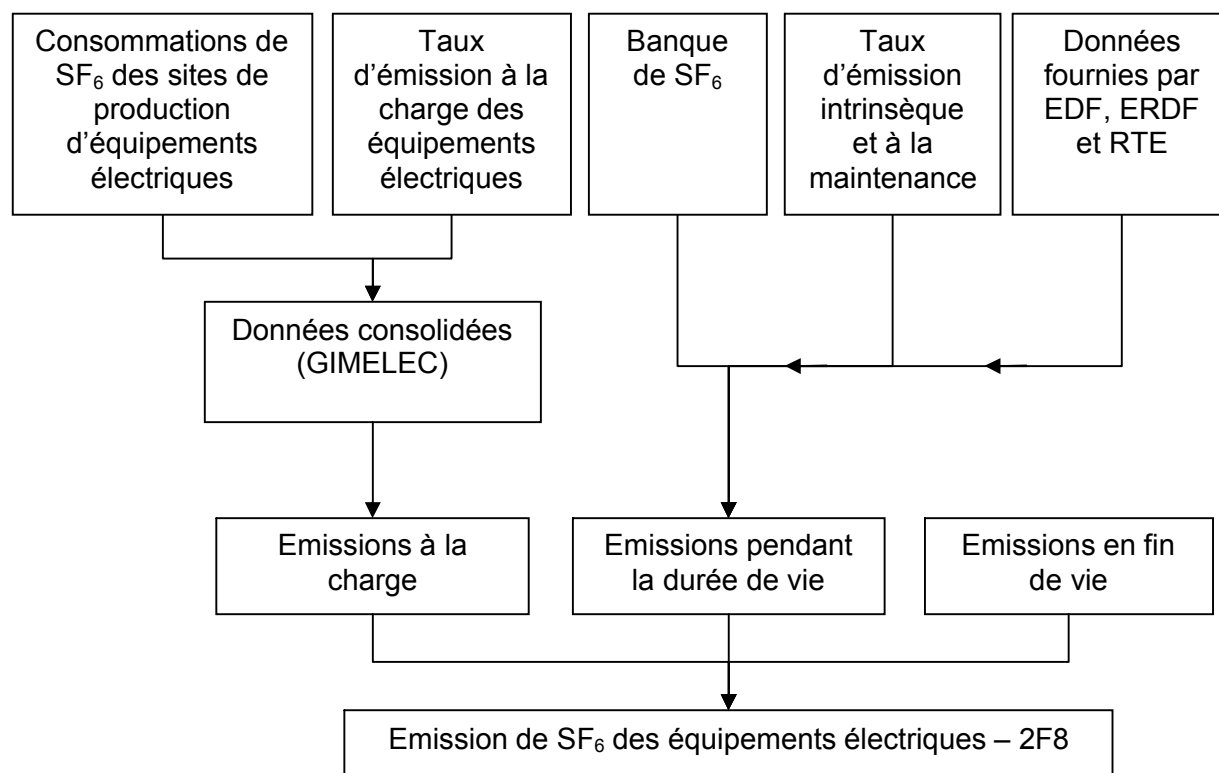 Consommations de
SF₆ des sites de
production
d'équipements
électriques
Taux
d'émission à la
charge des
équipements
électriques
Banque
de SF₆
Taux
d'émission
intrinsèque
et à la
maintenance
Données
fournies par
EDF, ERDF
et RTE
Données consolidées
(GIMELEC)
Emissions à la
charge
Emissions pendant
la durée de vie
Emissions en fin
de vie
Emission de SF₆ des équipements électriques – 2F8